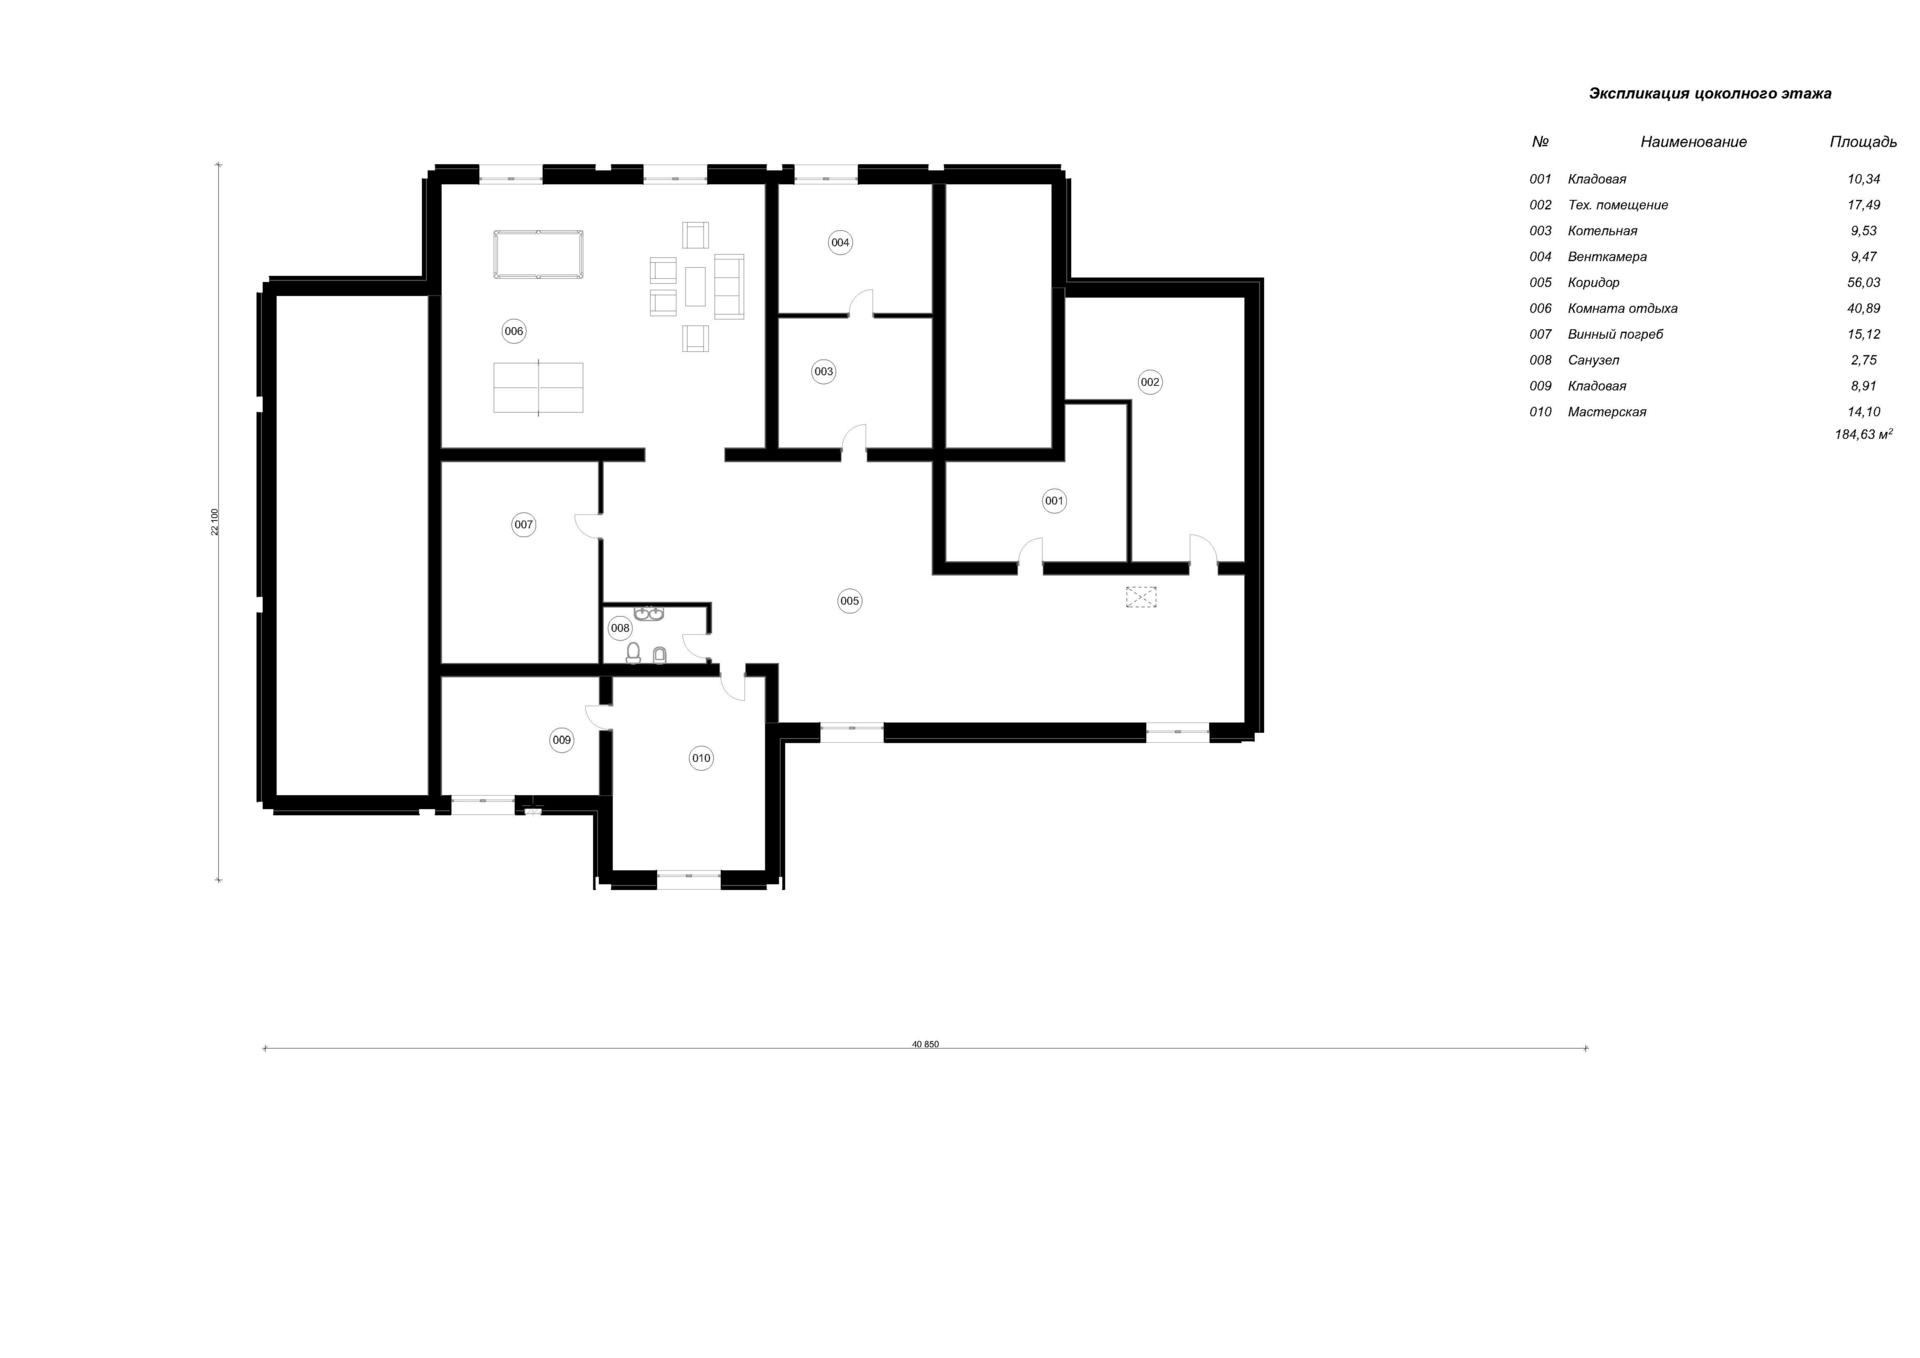 Экспликация цоколного этажа
№ Наименование Площадь
001 Кладовая 10,34
002 Тех. помещение 17,49
003 Котельная 9,53
004 Венткамера 9,47
005 Коридор 56,03
006 Комната отдыха 40,89
007 Винный погреб 15,12
008 Санузел 2,75
009 Кладовая 8,91
010 Мастерская 14,10
184,63 м²
004
006
003
002
001
007
22 100
005
008
009
010
40 850